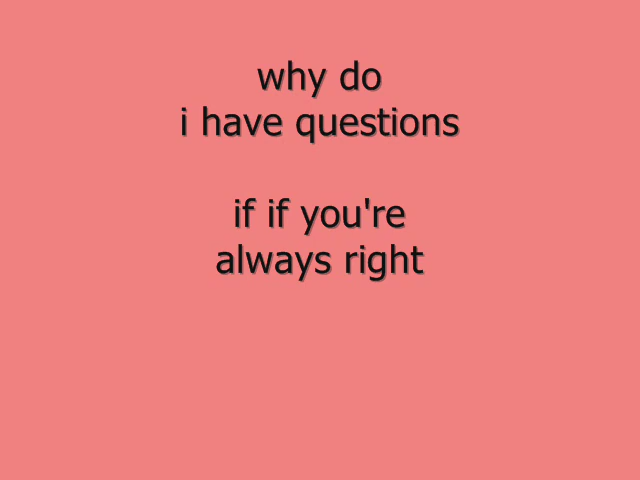 why do
i have questions
if if you're
always right